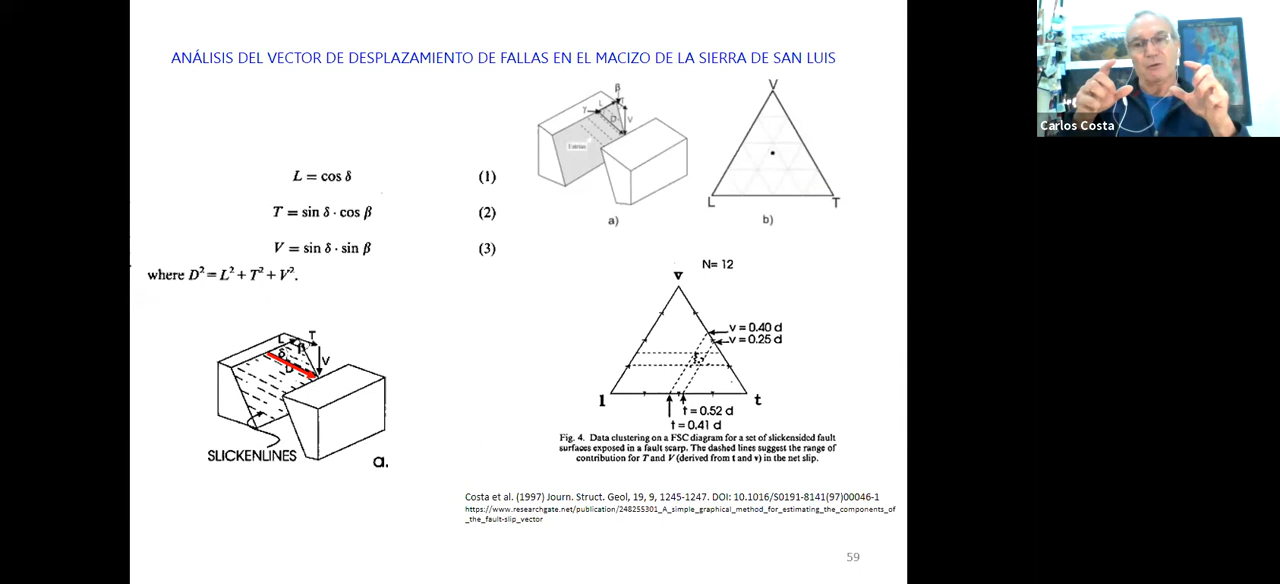 ANÁLISIS DEL VECTOR DE DESPLAZAMIENTO DE FALLAS EN EL MACIZO DE LA SIERRA DE SAN LUIS
L = cos δ (1)
T = sin δ · cos β (2)
V = sin δ · sin β (3)
where D² = L² + T² + V².
β
γ L T
D V
Estrías
a)
V
L T
b)
L T
β
δ V
D
SLICKENLINES
a.
N= 12
v
v = 0.40 d
v = 0.25 d
l t
t = 0.52 d
t = 0.41 d
Fig. 4. Data clustering on a FSC diagram for a set of slickensided fault
surfaces exposed in a fault scarp. The dashed lines suggest the range of
contribution for T and V (derived from t and v) in the net slip.
Costa et al. (1997) Journ. Struct. Geol, 19, 9, 1245-1247. DOI: 10.1016/S0191-8141(97)00046-1
https://www.researchgate.net/publication/248255301_A_simple_graphical_method_for_estimating_the_components_of
_the_fault-slip_vector
59
Carlos Costa